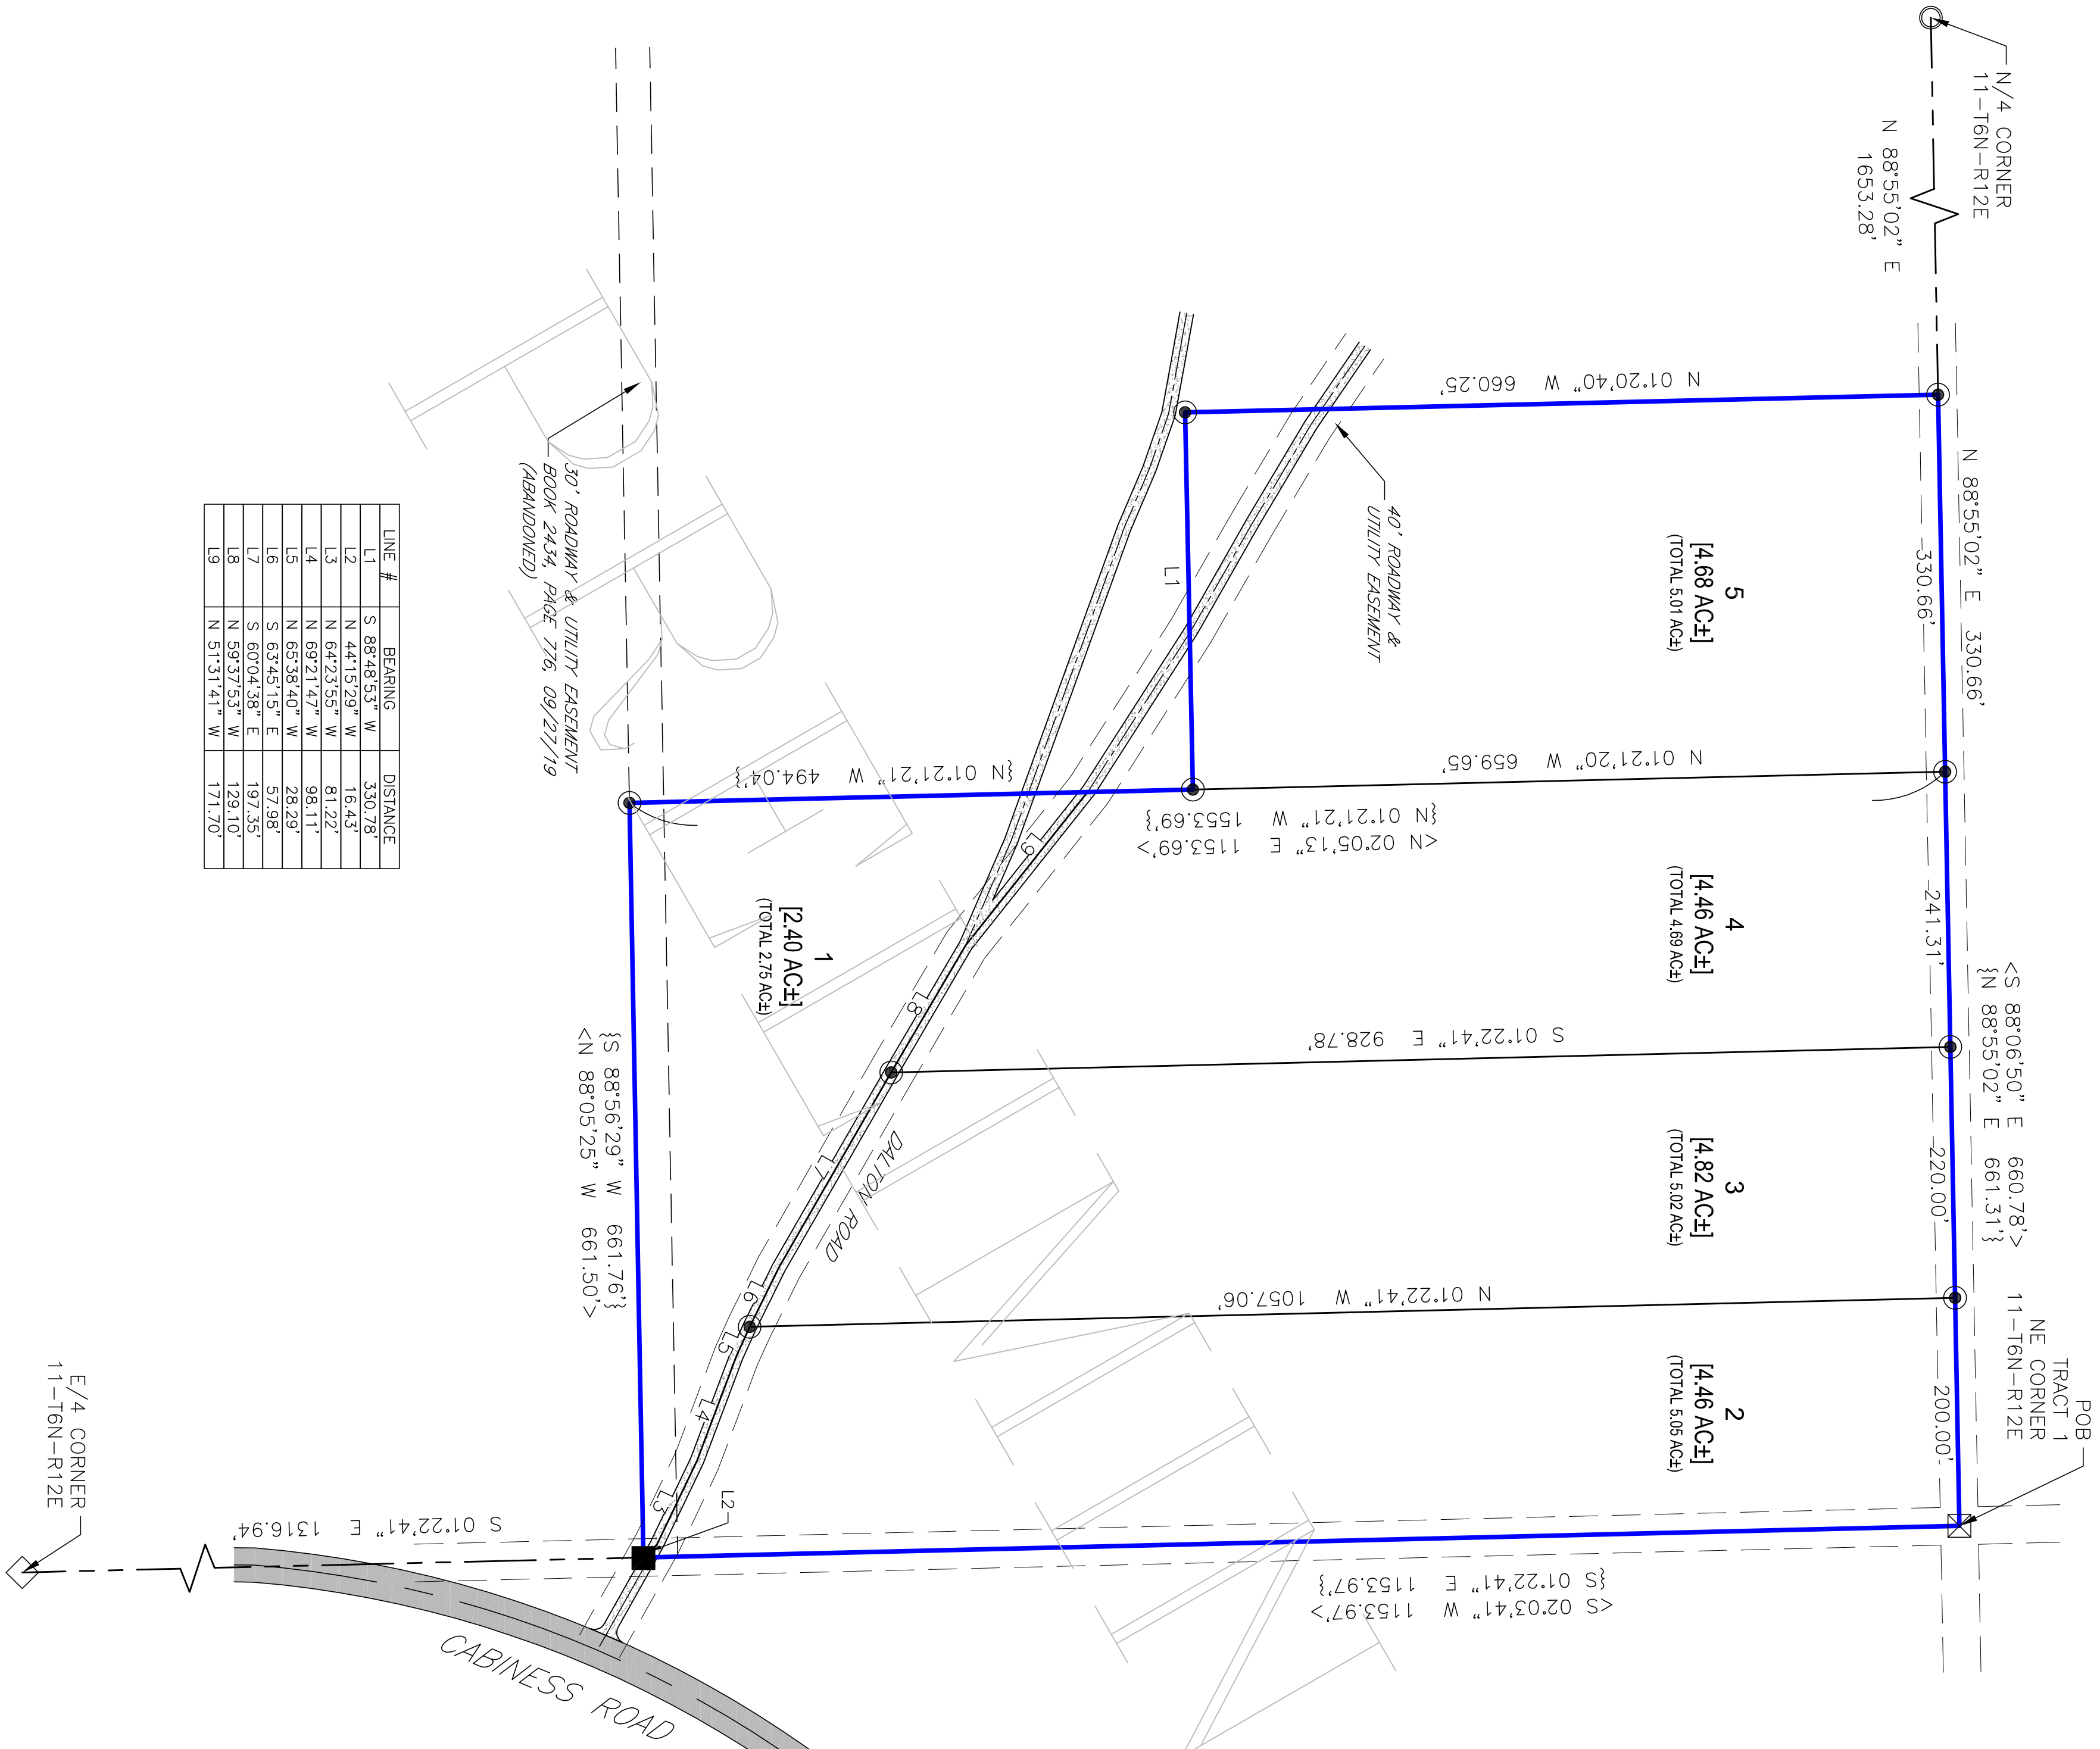 N/4 CORNER
11-T6N-R12E
N 88°55'02" E
1653.28'
N 88°55'02" E 330.66'
330.66'
241.31'
220.00'
200.00'
<S 88°06'50" E 660.78'>
{N 88°55'02" E 661.31'}
POB
TRACT 1
NE CORNER
11-T6N-R12E
N 01°20'40" W 660.25'
5
[4.68 AC±]
(TOTAL 5.01 AC±)
N 01°21'20" W 659.65'
4
[4.46 AC±]
(TOTAL 4.69 AC±)
S 01°22'41" E 928.78'
3
[4.82 AC±]
(TOTAL 5.02 AC±)
N 01°22'41" W 1057.06'
2
[4.46 AC±]
(TOTAL 5.05 AC±)
{S 01°22'41" E 1153.97'}
<S 02°03'41" W 1153.97'>
40' ROADWAY &
UTILITY EASEMENT
L1
{N 01°21'21" W 494.04'}
{N 01°21'21" W 1553.69'}
<N 02°05'13" E 1153.69'>
L9
L8
L7
L6
L5
L4
L3
L2
DALTON ROAD
1
[2.40 AC±]
(TOTAL 2.75 AC±)
30' ROADWAY & UTILITY EASEMENT
BOOK 2434, PAGE 776, 09/27/19
(ABANDONED)
{S 88°56'29" W 661.76'}
<N 88°05'25" W 661.50'>
S 01°22'41" E 1316.94'
CABINESS ROAD
E/4 CORNER
11-T6N-R12E
LINE # BEARING DISTANCE
L1 S 88°48'53" W 330.78'
L2 N 44°15'29" W 16.43'
L3 N 64°23'55" W 81.22'
L4 N 69°21'47" W 98.11'
L5 N 65°38'40" W 28.29'
L6 S 63°45'15" E 57.98'
L7 S 60°04'38" E 197.35'
L8 N 59°37'53" W 129.10'
L9 N 51°31'41" W 171.70'
PRELIMINARY